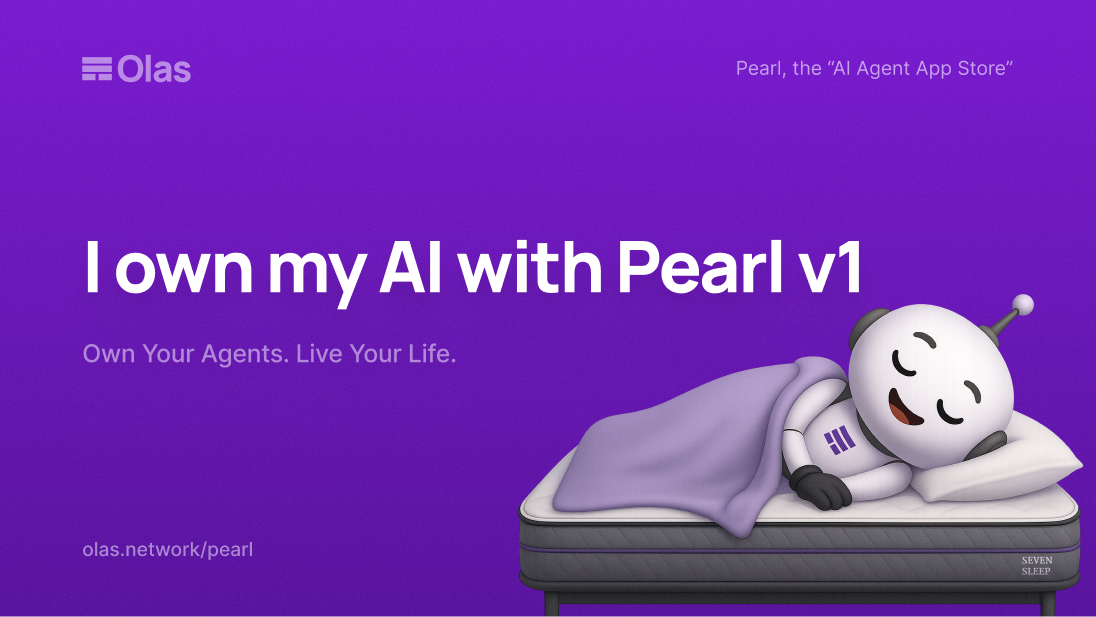 Olas
Pearl, the “AI Agent App Store”
I own my AI with Pearl v1
Own Your Agents. Live Your Life.
olas.network/pearl
SEVEN
SLEEP